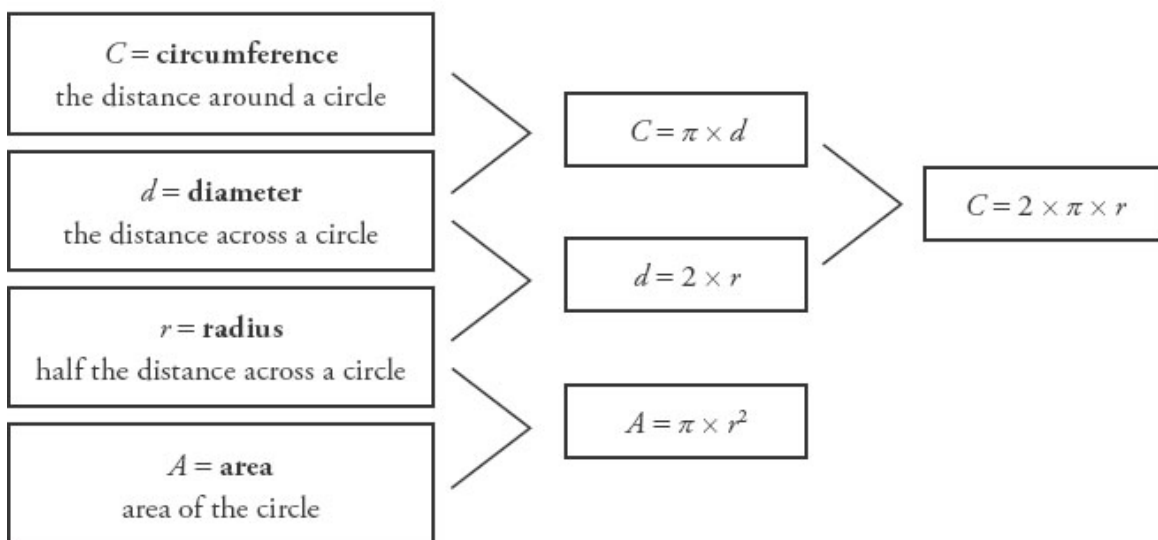 C = circumference
the distance around a circle
d = diameter
the distance across a circle
r = radius
half the distance across a circle
A = area
area of the circle
C = π × d
d = 2 × r
A = π × r²
C = 2 × π × r